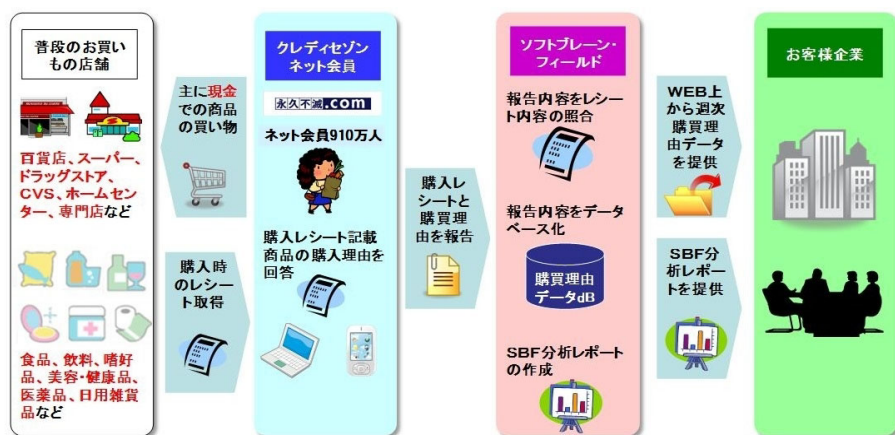 普段のお買い
もの店舗
百貨店、スーパー、
ドラッグストア、
CVS、ホームセン
ター、専門店など
食品、飲料、嗜好
品、美容・健康品、
医薬品、日用雑貨
品など
主に現金
での商品
の買い物
購入時
のレシー
ト取得
クレディセゾン
ネット会員
永久不滅.com
ネット会員910万人
購入レシート記載
商品の購入理由を
回答
購入レ
シートと
購買理
由を報告
ソフトブレーン・
フィールド
報告内容をレシー
ト内容の照合
報告内容をデータ
ベース化
購買理由
データdB
SBF分析レポート
の作成
WEB上
から週次
購買理
由データ
を提供
SBF分
析レポー
トを提供
お客様企業